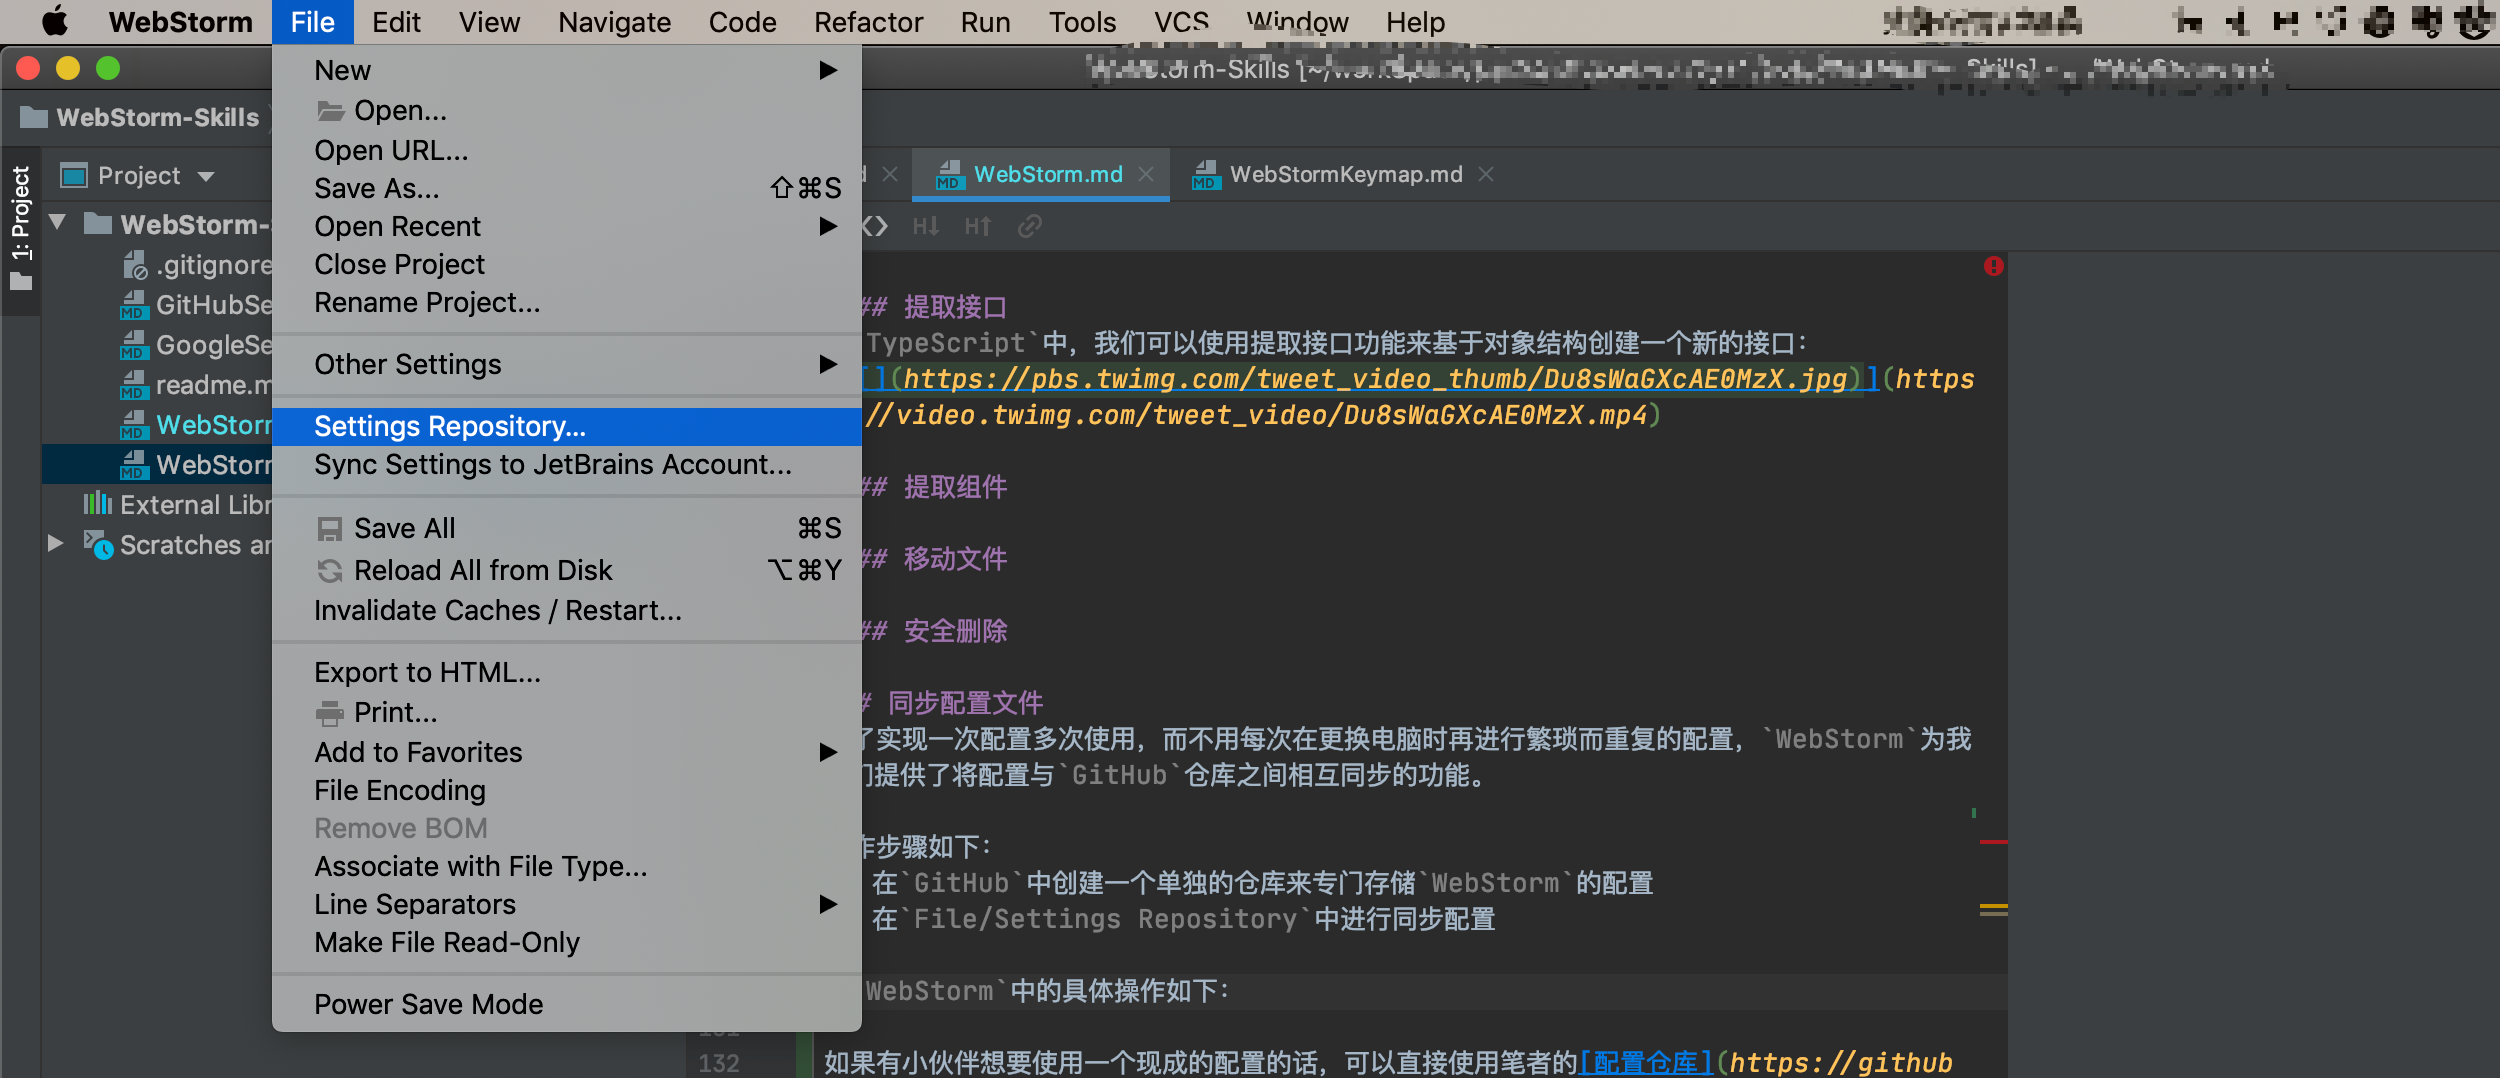 WebStorm File Edit View Navigate Code Refactor Run Tools VCS Window Help
WebStorm-Skills
1: Project
Project
WebStorm-
.gitignore
GitHubSe
GoogleSe
readme.m
WebStorm
WebStorm
External Libr
Scratches ar
New
Open...
Open URL...
Save As... ⇧⌘S
Open Recent
Close Project
Rename Project...
Other Settings
Settings Repository...
Sync Settings to JetBrains Account...
Save All ⌘S
Reload All from Disk ⌥⌘Y
Invalidate Caches / Restart...
Export to HTML...
Print...
Add to Favorites
File Encoding
Remove BOM
Associate with File Type...
Line Separators
Make File Read-Only
Power Save Mode
WebStorm.md WebStormKeymap.md
<> H↓ H↑
## 提取接口
TypeScript`中，我们可以使用提取接口功能来基于对象结构创建一个新的接口：
[](https://pbs.twimg.com/tweet_video_thumb/Du8sWaGXcAE0MzX.jpg)](https
//video.twimg.com/tweet_video/Du8sWaGXcAE0MzX.mp4)
## 提取组件
## 移动文件
## 安全删除
# 同步配置文件
了实现一次配置多次使用，而不用每次在更换电脑时再进行繁琐而重复的配置，`WebStorm`为我
们提供了将配置与`GitHub`仓库之间相互同步的功能。
作步骤如下：
在`GitHub`中创建一个单独的仓库来专门存储`WebStorm`的配置
在`File/Settings Repository`中进行同步配置
WebStorm`中的具体操作如下：
131
132 如果有小伙伴想要使用一个现成的配置的话，可以直接使用笔者的[配置仓库](https://github